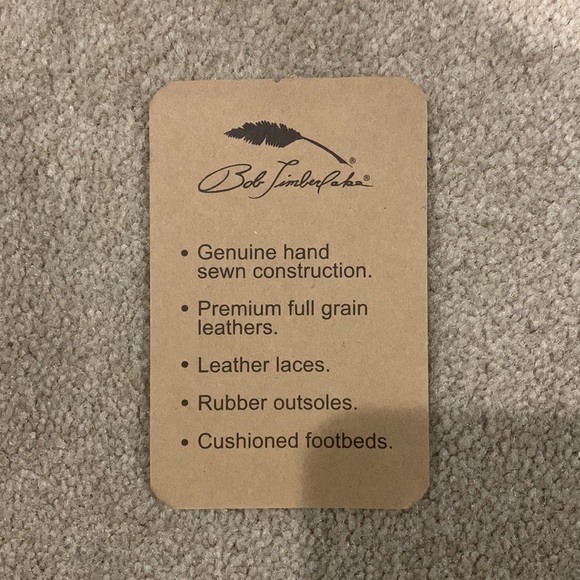 ®
Bob Timberlake®
• Genuine hand
sewn construction.
• Premium full grain
leathers.
• Leather laces.
• Rubber outsoles.
• Cushioned footbeds.